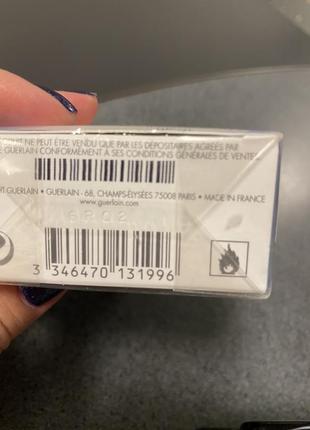 NE PEUT ÊTRE VENDU QUE PAR LES DÉPOSITAIRES AGRÉÉS PAR
GUERLAIN CONFORMÉMENT À SES CONDITIONS GÉNÉRALES DE VENTE
GUERLAIN • GUERLAIN - 68, CHAMPS-ÉLYSÉES 75008 PARIS • MADE IN FRANCE
www.guerlain.com
3 346470 131996